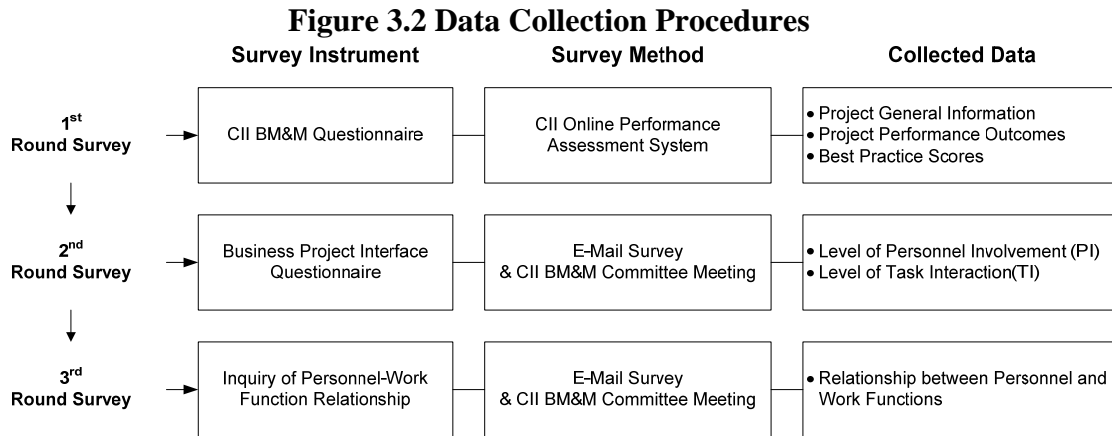 Figure 3.2 Data Collection Procedures
Survey Instrument
Survey Method
Collected Data
1st
Round Survey
CII BM&M Questionnaire
CII Online Performance
Assessment System
• Project General Information
• Project Performance Outcomes
• Best Practice Scores
2nd
Round Survey
Business Project Interface
Questionnaire
E-Mail Survey
& CII BM&M Committee Meeting
• Level of Personnel Involvement (PI)
• Level of Task Interaction(TI)
3rd
Round Survey
Inquiry of Personnel-Work
Function Relationship
E-Mail Survey
& CII BM&M Committee Meeting
• Relationship between Personnel and
Work Functions